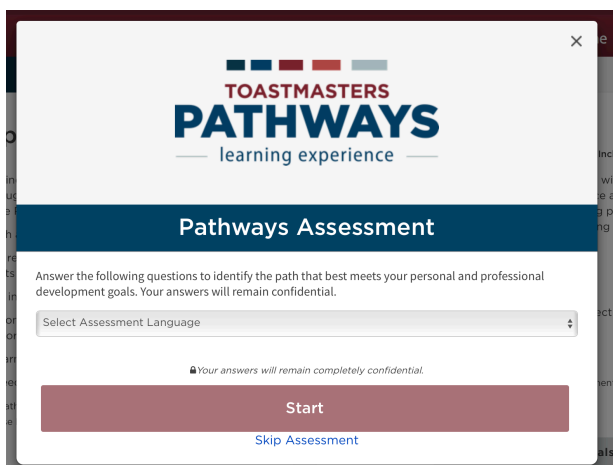 ×
TOASTMASTERS
PATHWAYS
learning experience
Pathways Assessment
Answer the following questions to identify the path that best meets your personal and professional
development goals. Your answers will remain confidential.
Select Assessment Language
Your answers will remain completely confidential.
Start
Skip Assessment